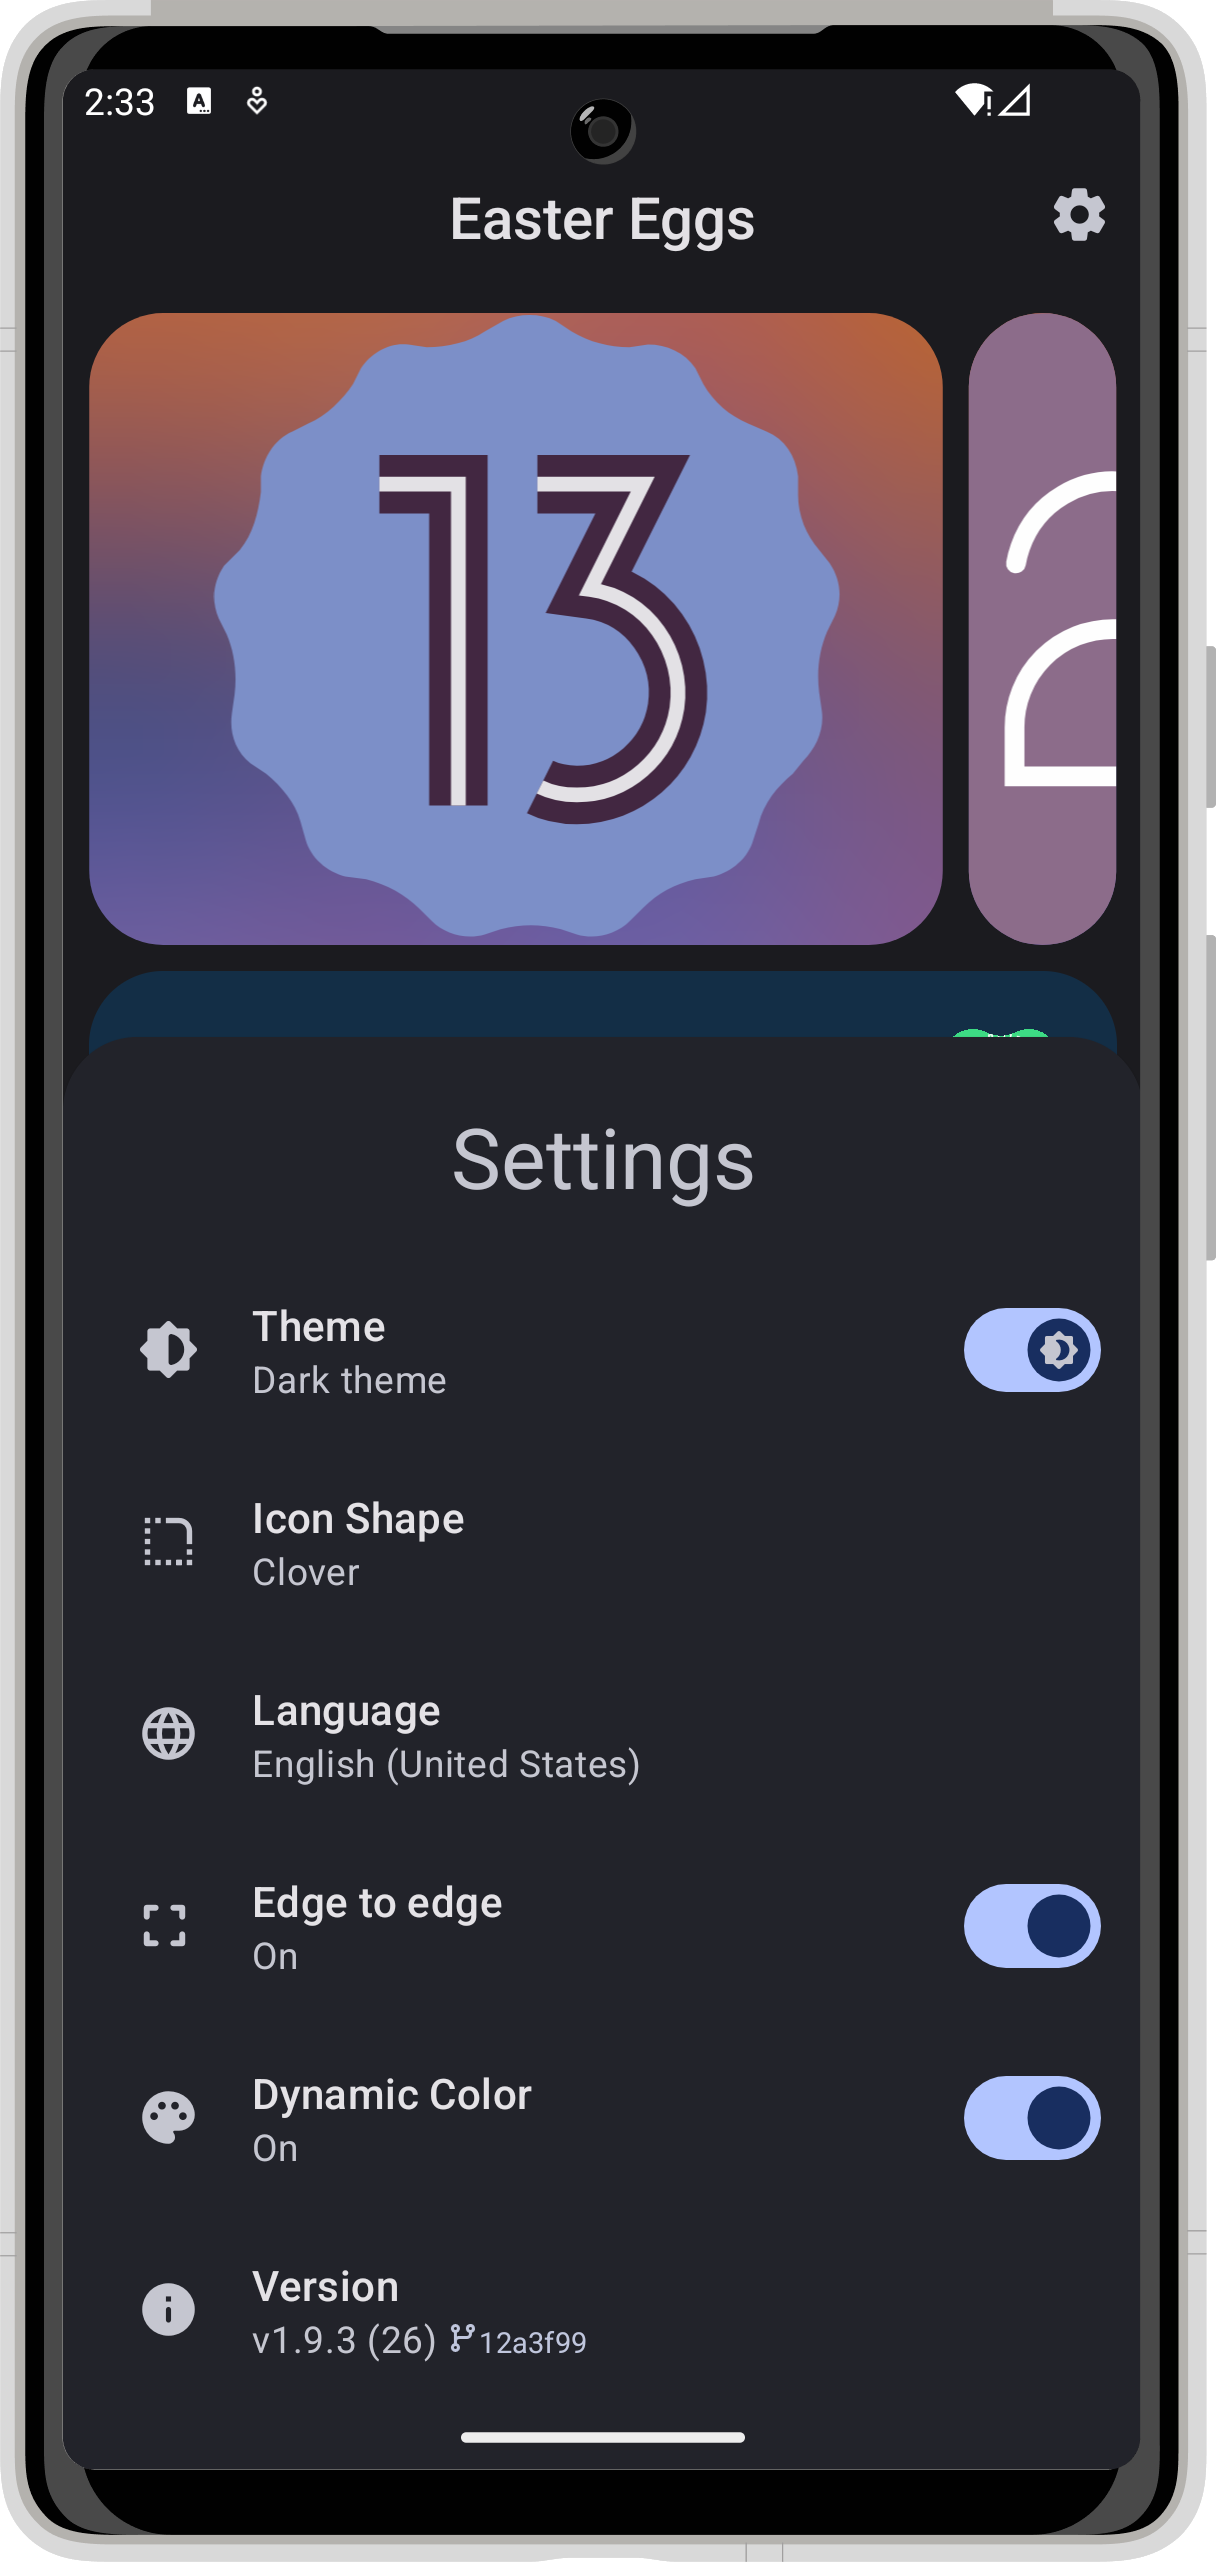 2:33
Easter Eggs
13
2
Settings
Theme
Dark theme
Icon Shape
Clover
Language
English (United States)
Edge to edge
On
Dynamic Color
On
Version
v1.9.3 (26) 12a3f99